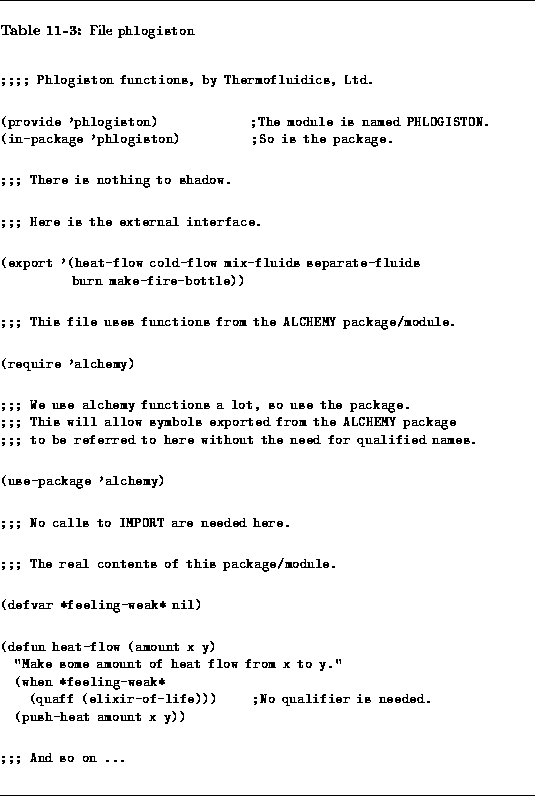 Table 11-3: File phlogiston
;;;; Phlogiston functions, by Thermofluidics, Ltd.
(provide 'phlogiston)             ;The module is named PHLOGISTON.
(in-package 'phlogiston)          ;So is the package.
;;; There is nothing to shadow.
;;; Here is the external interface.
(export '(heat-flow cold-flow mix-fluids separate-fluids
          burn make-fire-bottle))
;;; This file uses functions from the ALCHEMY package/module.
(require 'alchemy)
;;; We use alchemy functions a lot, so use the package.
;;; This will allow symbols exported from the ALCHEMY package
;;; to be referred to here without the need for qualified names.
(use-package 'alchemy)
;;; No calls to IMPORT are needed here.
;;; The real contents of this package/module.
(defvar *feeling-weak* nil)
(defun heat-flow (amount x y)
  "Make some amount of heat flow from x to y."
  (when *feeling-weak*
    (quaff (elixir-of-life)))     ;No qualifier is needed.
  (push-heat amount x y))
;;; And so on ...